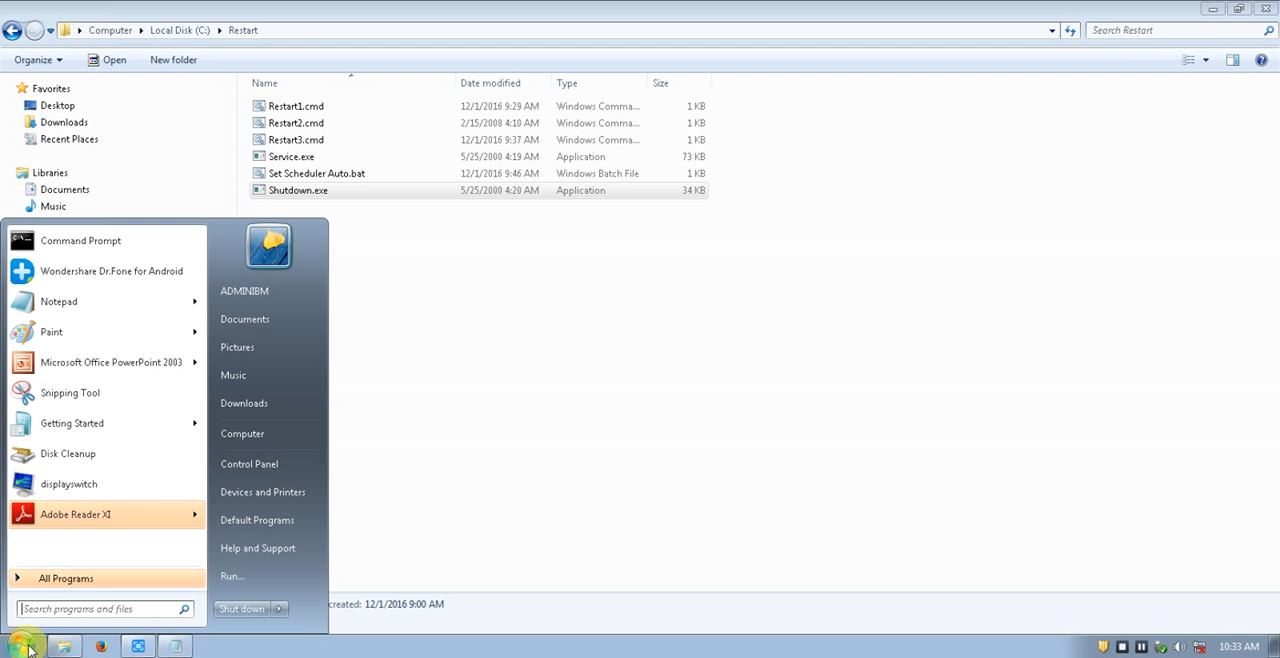 Computer Local Disk (C:) Restart Search Restart
Organize Open New folder
Favorites
Desktop
Downloads
Recent Places
Libraries
Documents
Music
Name Date modified Type Size
Restart1.cmd 12/1/2016 9:29 AM Windows Comma... 1 KB
Restart2.cmd 2/15/2008 4:10 AM Windows Comma... 1 KB
Restart3.cmd 12/1/2016 9:37 AM Windows Comma... 1 KB
Service.exe 5/25/2000 4:19 AM Application 73 KB
Set Scheduler Auto.bat 12/1/2016 9:46 AM Windows Batch File 1 KB
Shutdown.exe 5/25/2000 4:20 AM Application 34 KB
Command Prompt
Wondershare Dr.Fone for Android
Notepad
Paint
Microsoft Office PowerPoint 2003
Snipping Tool
Getting Started
Disk Cleanup
displayswitch
Adobe Reader XI
All Programs
Search programs and files
ADMINIBM
Documents
Pictures
Music
Downloads
Computer
Control Panel
Devices and Printers
Default Programs
Help and Support
Run...
Shut down
created: 12/1/2016 9:00 AM
10:33 AM